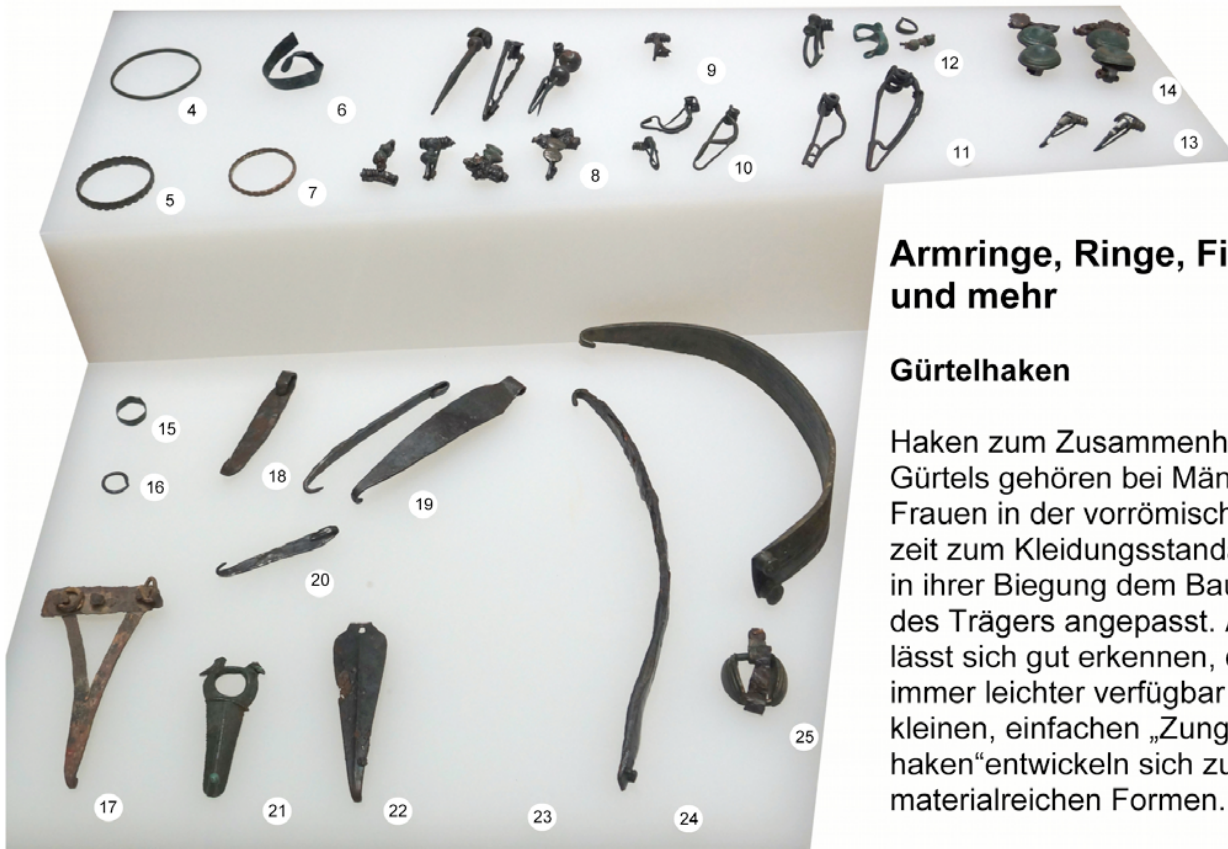 4
6
9
12
14
5
7
8
10
11
13
15
16
18
19
20
17
21
22
23
24
25
Armringe, Ringe, Fi
und mehr
Gürtelhaken
Haken zum Zusammenh
Gürtels gehören bei Män
Frauen in der vorrömisch
zeit zum Kleidungsstand
in ihrer Biegung dem Bau
des Trägers angepasst.
lässt sich gut erkennen,
immer leichter verfügbar
kleinen, einfachen „Zung
haken“entwickeln sich zu
materialreichen Formen.